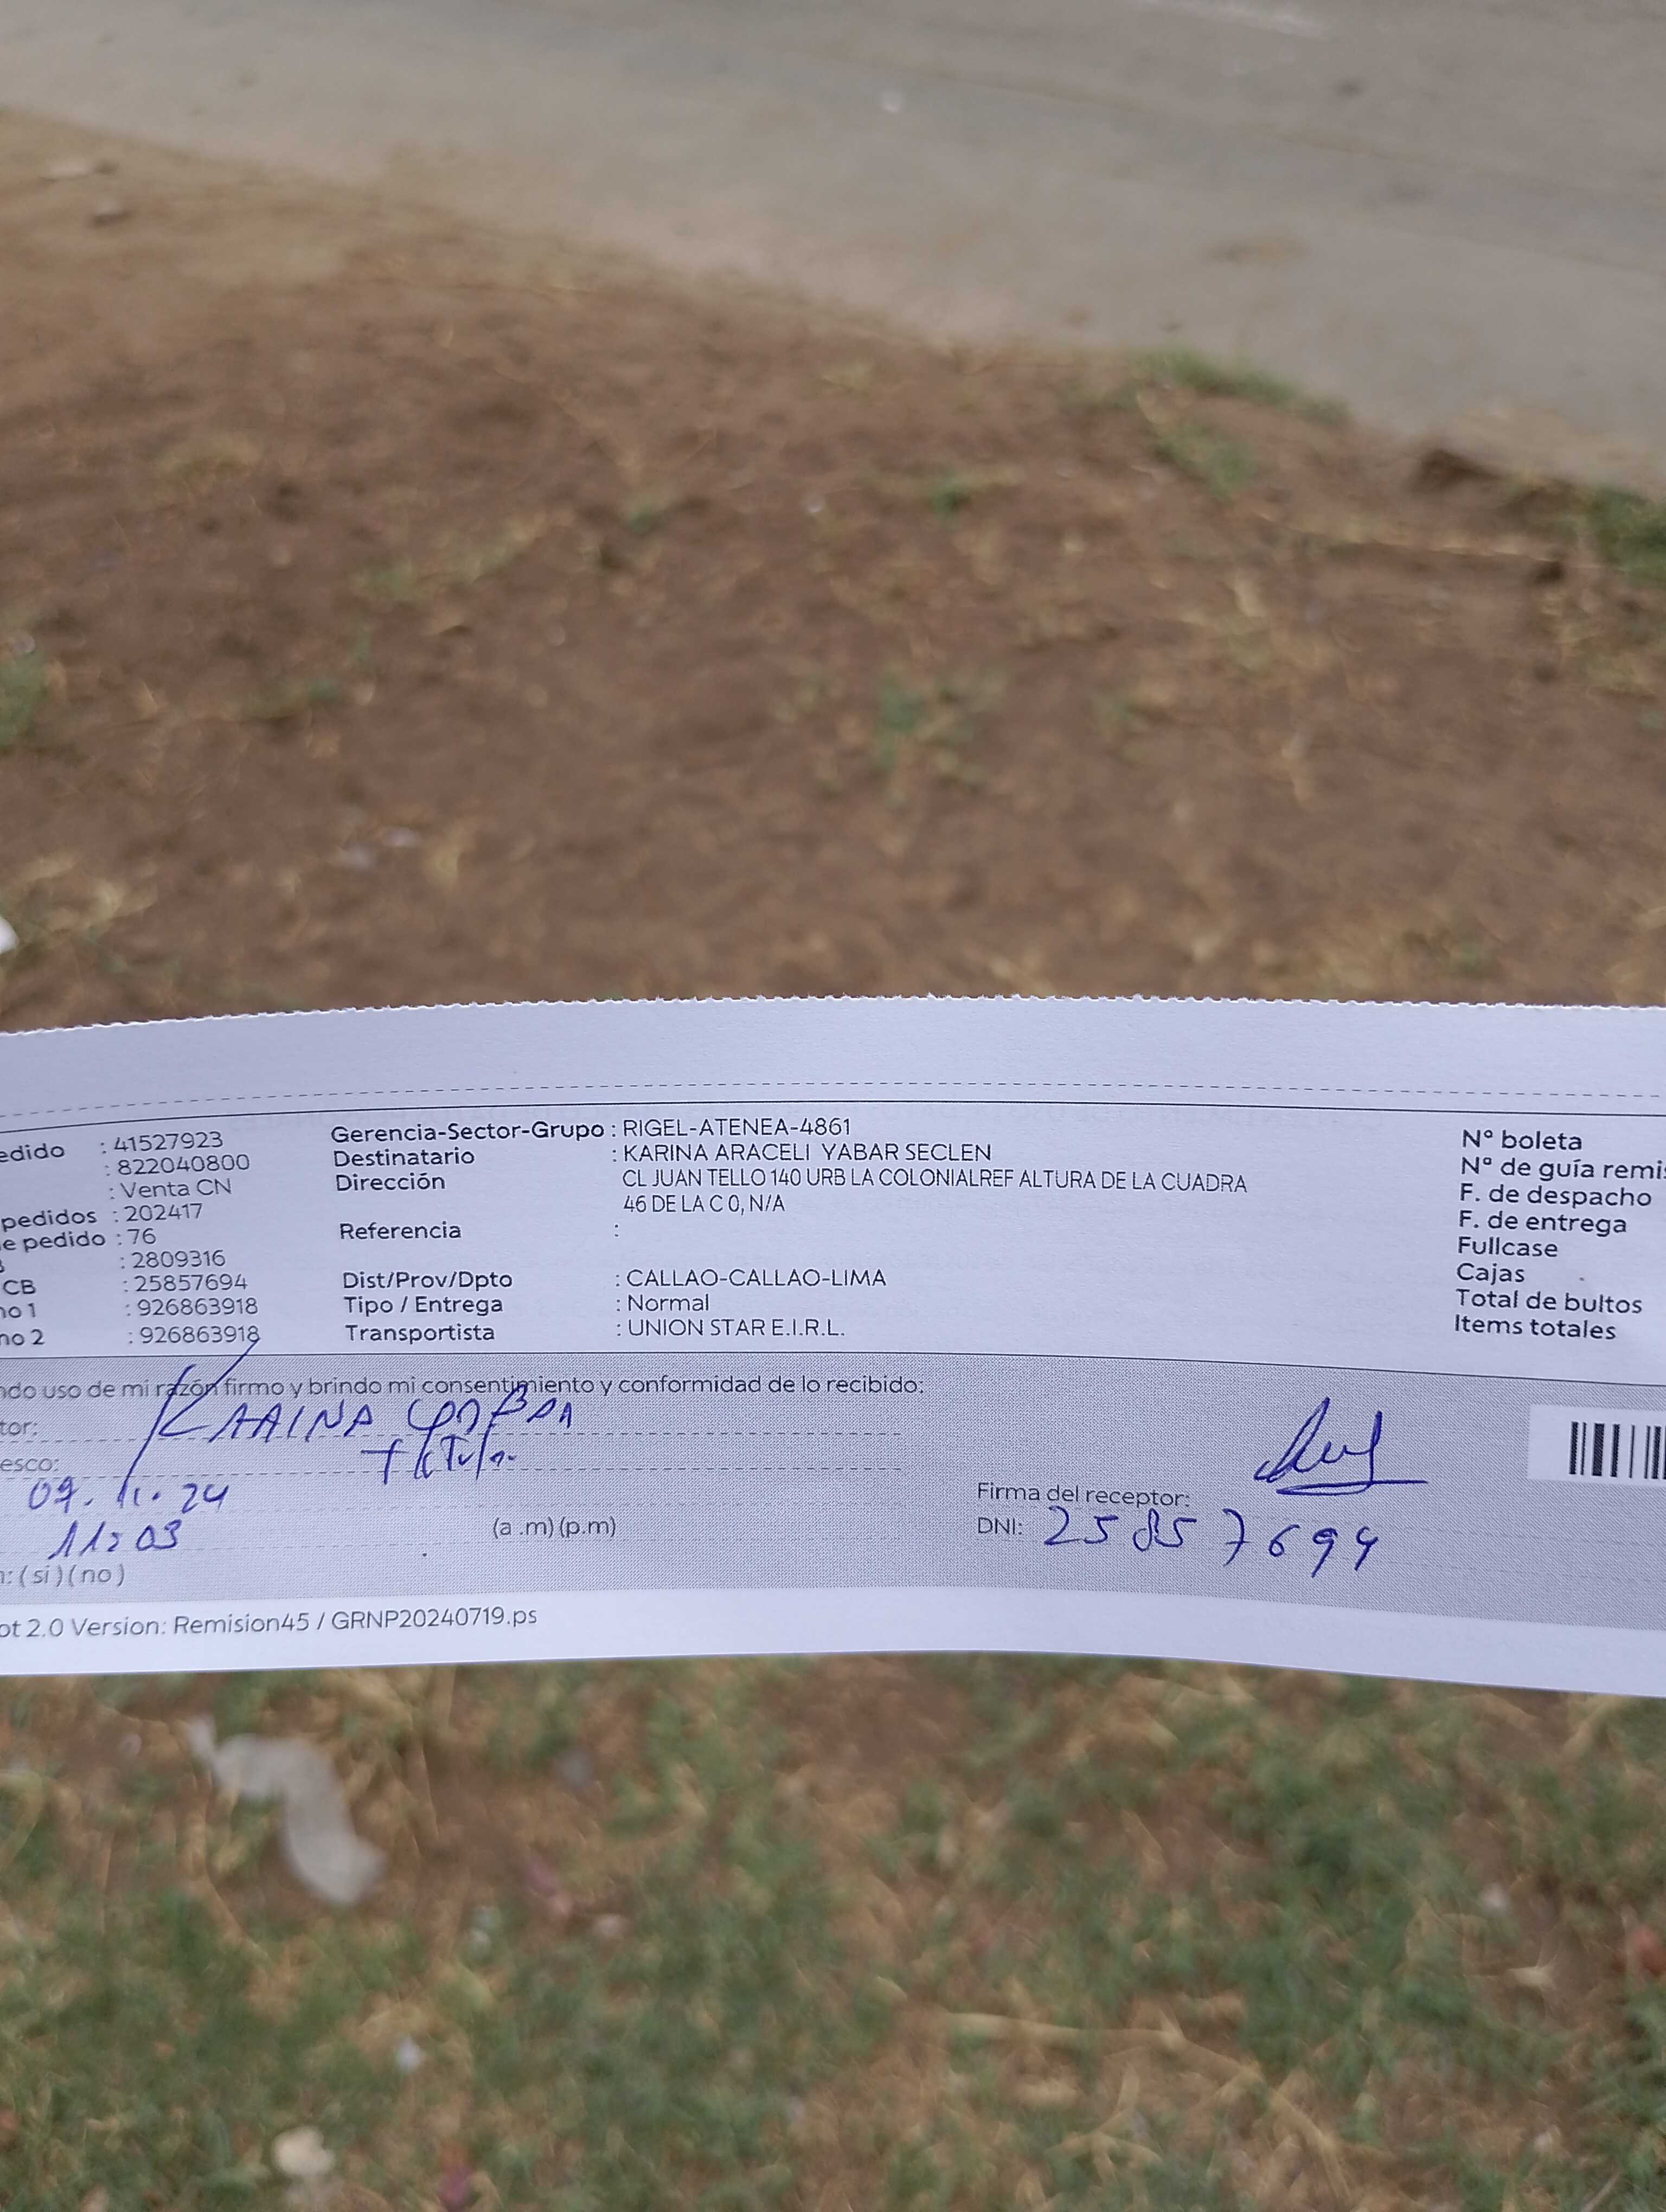 edido : 41527923
: 822040800
: Venta CN
pedidos : 202417
e pedido : 76
: 2809316
CB : 25857694
no 1 : 926863918
no 2 : 926863918
Gerencia-Sector-Grupo : RIGEL-ATENEA-4861
Destinatario : KARINA ARACELI YABAR SECLEN
Dirección CL JUAN TELLO 140 URB LA COLONIALREF ALTURA DE LA CUADRA
46 DE LA C 0, N/A
Referencia :
Dist/Prov/Dpto : CALLAO-CALLAO-LIMA
Tipo / Entrega : Normal
Transportista : UNION STAR E.I.R.L.
N° boleta
N° de guía remi
F. de despacho
F. de entrega
Fullcase
Cajas
Total de bultos
Items totales
ndo uso de mi razón firmo y brindo mi consentimiento y conformidad de lo recibido:
tor: KARINA
esco: titular
09.11.24
11:03 (a .m) (p.m)
Firma del receptor:
DNI: 25857694
n: ( si ) ( no )
ot 2.0 Version: Remision45 / GRNP20240719.ps